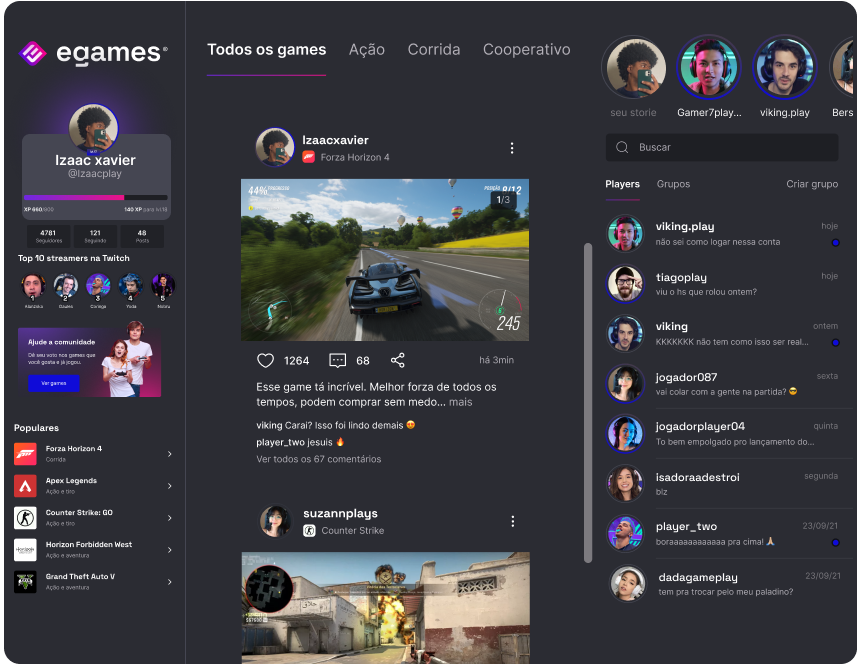 egames®
Izaac xavier
@Izaacplay
XP 660/800
140 XP para lvl 18
4781
Seguidores
121
Seguindo
48
Posts
Top 10 streamers na Twitch
1
2
3
4
5
Alanzoka
Coringa
Yoda
Ajude a comunidade
Dê seu voto nos games que
você gosta e já jogou.
Ver games
Populares
Forza Horizon 4
Corrida
Apex Legends
Ação e tiro
Counter Strike: GO
Ação e tiro
Horizon Forbidden West
Ação e aventura
Grand Theft Auto V
Ação e aventura
Todos os games
Ação
Corrida
Cooperativo
Izaacxavier
Forza Horizon 4
44%
POSIÇÃO 8/12
1/3
245
1264
68
há 3min
Esse game tá incrível. Melhor forza de todos os
tempos, podem comprar sem medo... mais
viking Carai? Isso foi lindo demais 😍
player_two jesuis 🔥
Ver todos os 67 comentários
suzannplays
Counter Strike
seu storie
Gamer7play...
viking.play
Bers
Buscar
Players
Grupos
Criar grupo
viking.play
hoje
não sei como logar nessa conta
tiagoplay
hoje
viu o hs que rolou ontem?
viking
ontem
KKKKKKK não tem como isso ser real...
jogador087
sexta
vai colar com a gente na partida? 😎
jogadorplayer04
quinta
To bem empolgado pro lançamento do...
isadoraadestroi
segunda
blz
player_two
23/09/21
boraaaaaaaaaaaa pra cima! 🙏
dadagameplay
23/09/21
tem pra trocar pelo meu paladino?